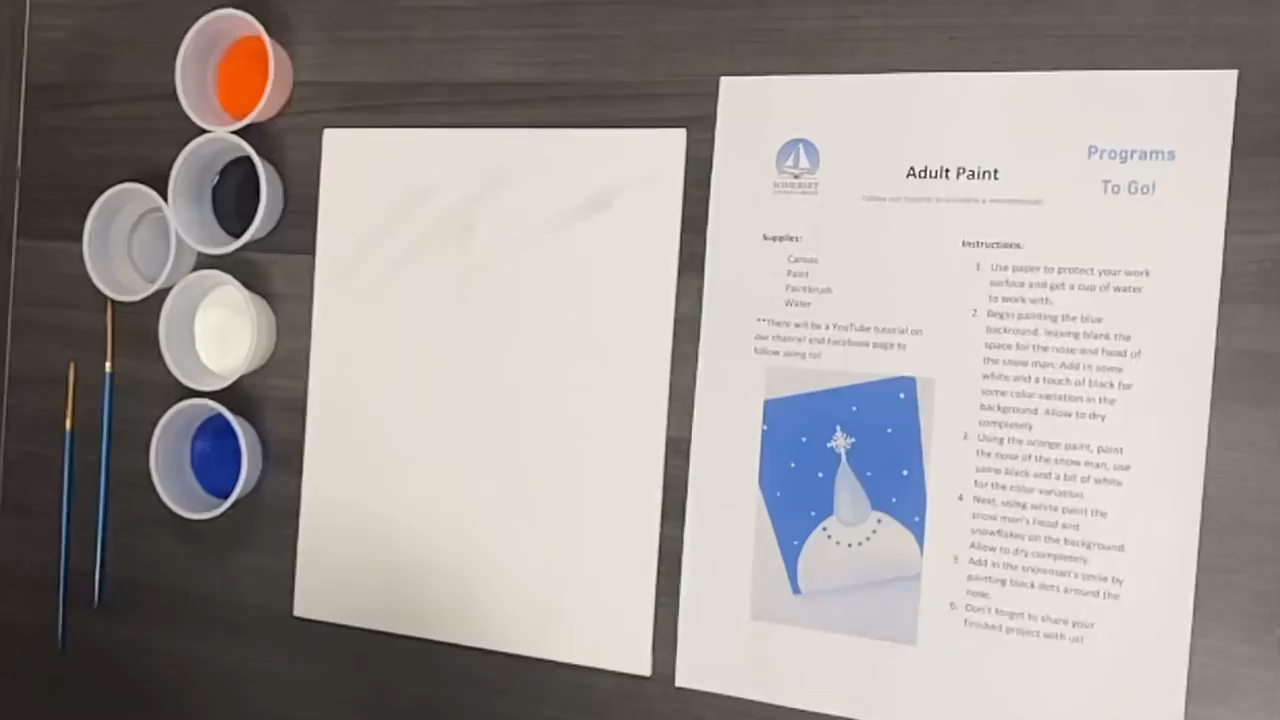 Programs
To Go!
Adult Paint
SOMERSET
Supplies:
Canvas
Paint
Paintbrush
Water
**There will be a YouTube tutorial on
our channel and Facebook page to
follow along to!
Instructions:
1. Use paper to protect your work
surface and get a cup of water
to work with.
2. Begin painting the blue
backround, leaving blank the
space for the nose and head of
the snow man. Add in some
white and a touch of black for
some color variation in the
background. Allow to dry
completely
3. Using the orange paint, paint
the nose of the snow man, use
some black and a bit of white
for the color variation.
4. Next, using white paint the
snow man's head and
snowflakes on the background.
Allow to dry completely.
5. Add in the snowman's smile by
painting black dots around the
nose.
6. Don't forget to share your
finished project with us!